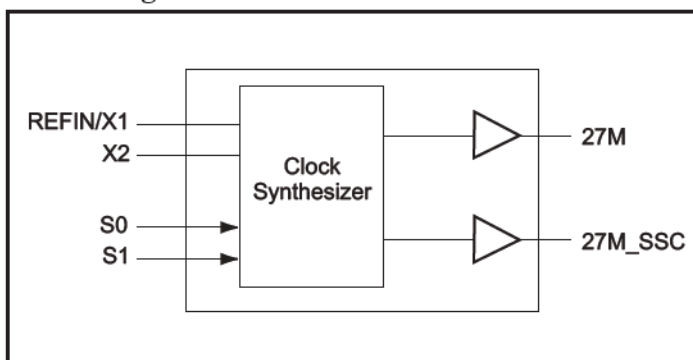 REFIN/X1
X2
S0
S1
Clock
Synthesizer
27M
27M_SSC